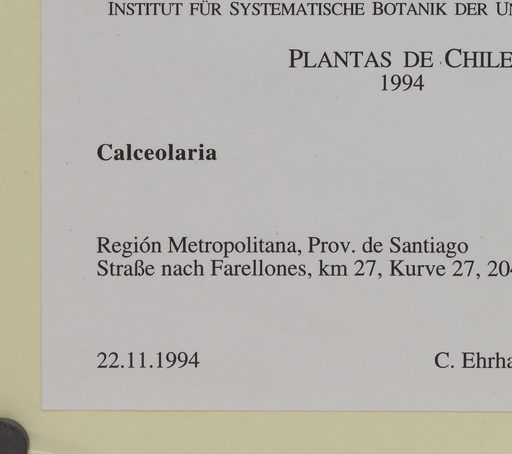 INSTITUT FÜR SYSTEMATISCHE BOTANIK DER
PLANTAS DE CHILE
1994
Calceolaria
Región Metropolitana, Prov. de Santiago
Straße nach Farellones, km 27, Kurve 27,
22.11.1994 C.